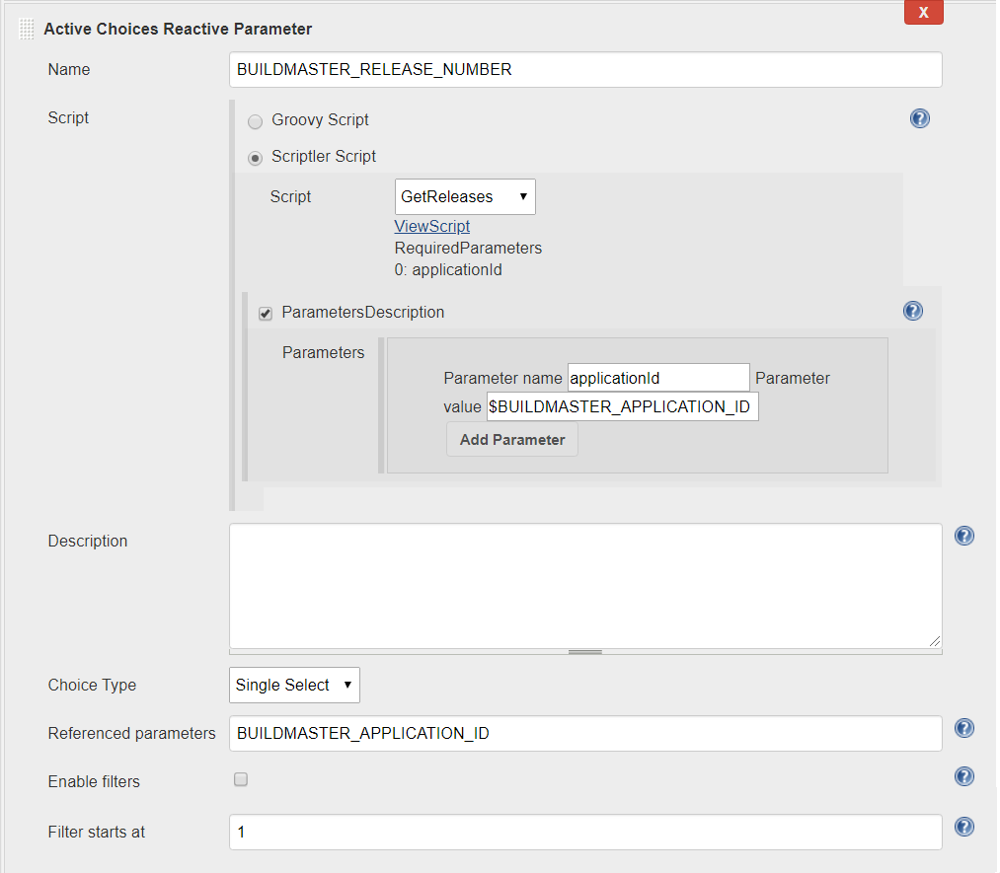 X
Active Choices Reactive Parameter
Name BUILDMASTER_RELEASE_NUMBER
Script Groovy Script ?
Scriptler Script
Script GetReleases
ViewScript
RequiredParameters
0: applicationId
ParametersDescription ?
Parameters
Parameter name applicationId Parameter
value $BUILDMASTER_APPLICATION_ID
Add Parameter
Description ?
Choice Type Single Select
Referenced parameters BUILDMASTER_APPLICATION_ID ?
Enable filters ?
Filter starts at 1 ?